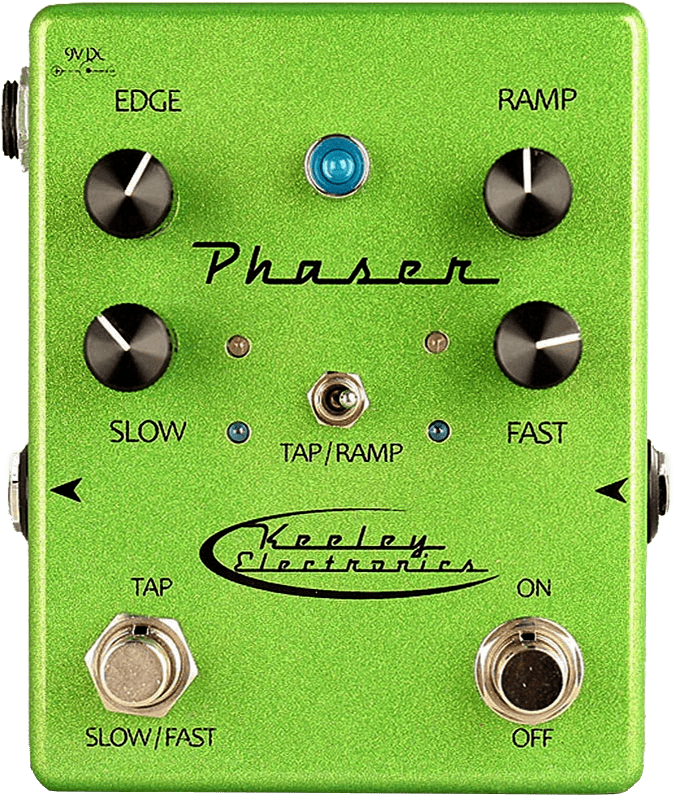 9VDC
EDGE
RAMP
Phaser
SLOW
TAP/RAMP
FAST
Keeley
Electronics
TAP
ON
SLOW/FAST
OFF